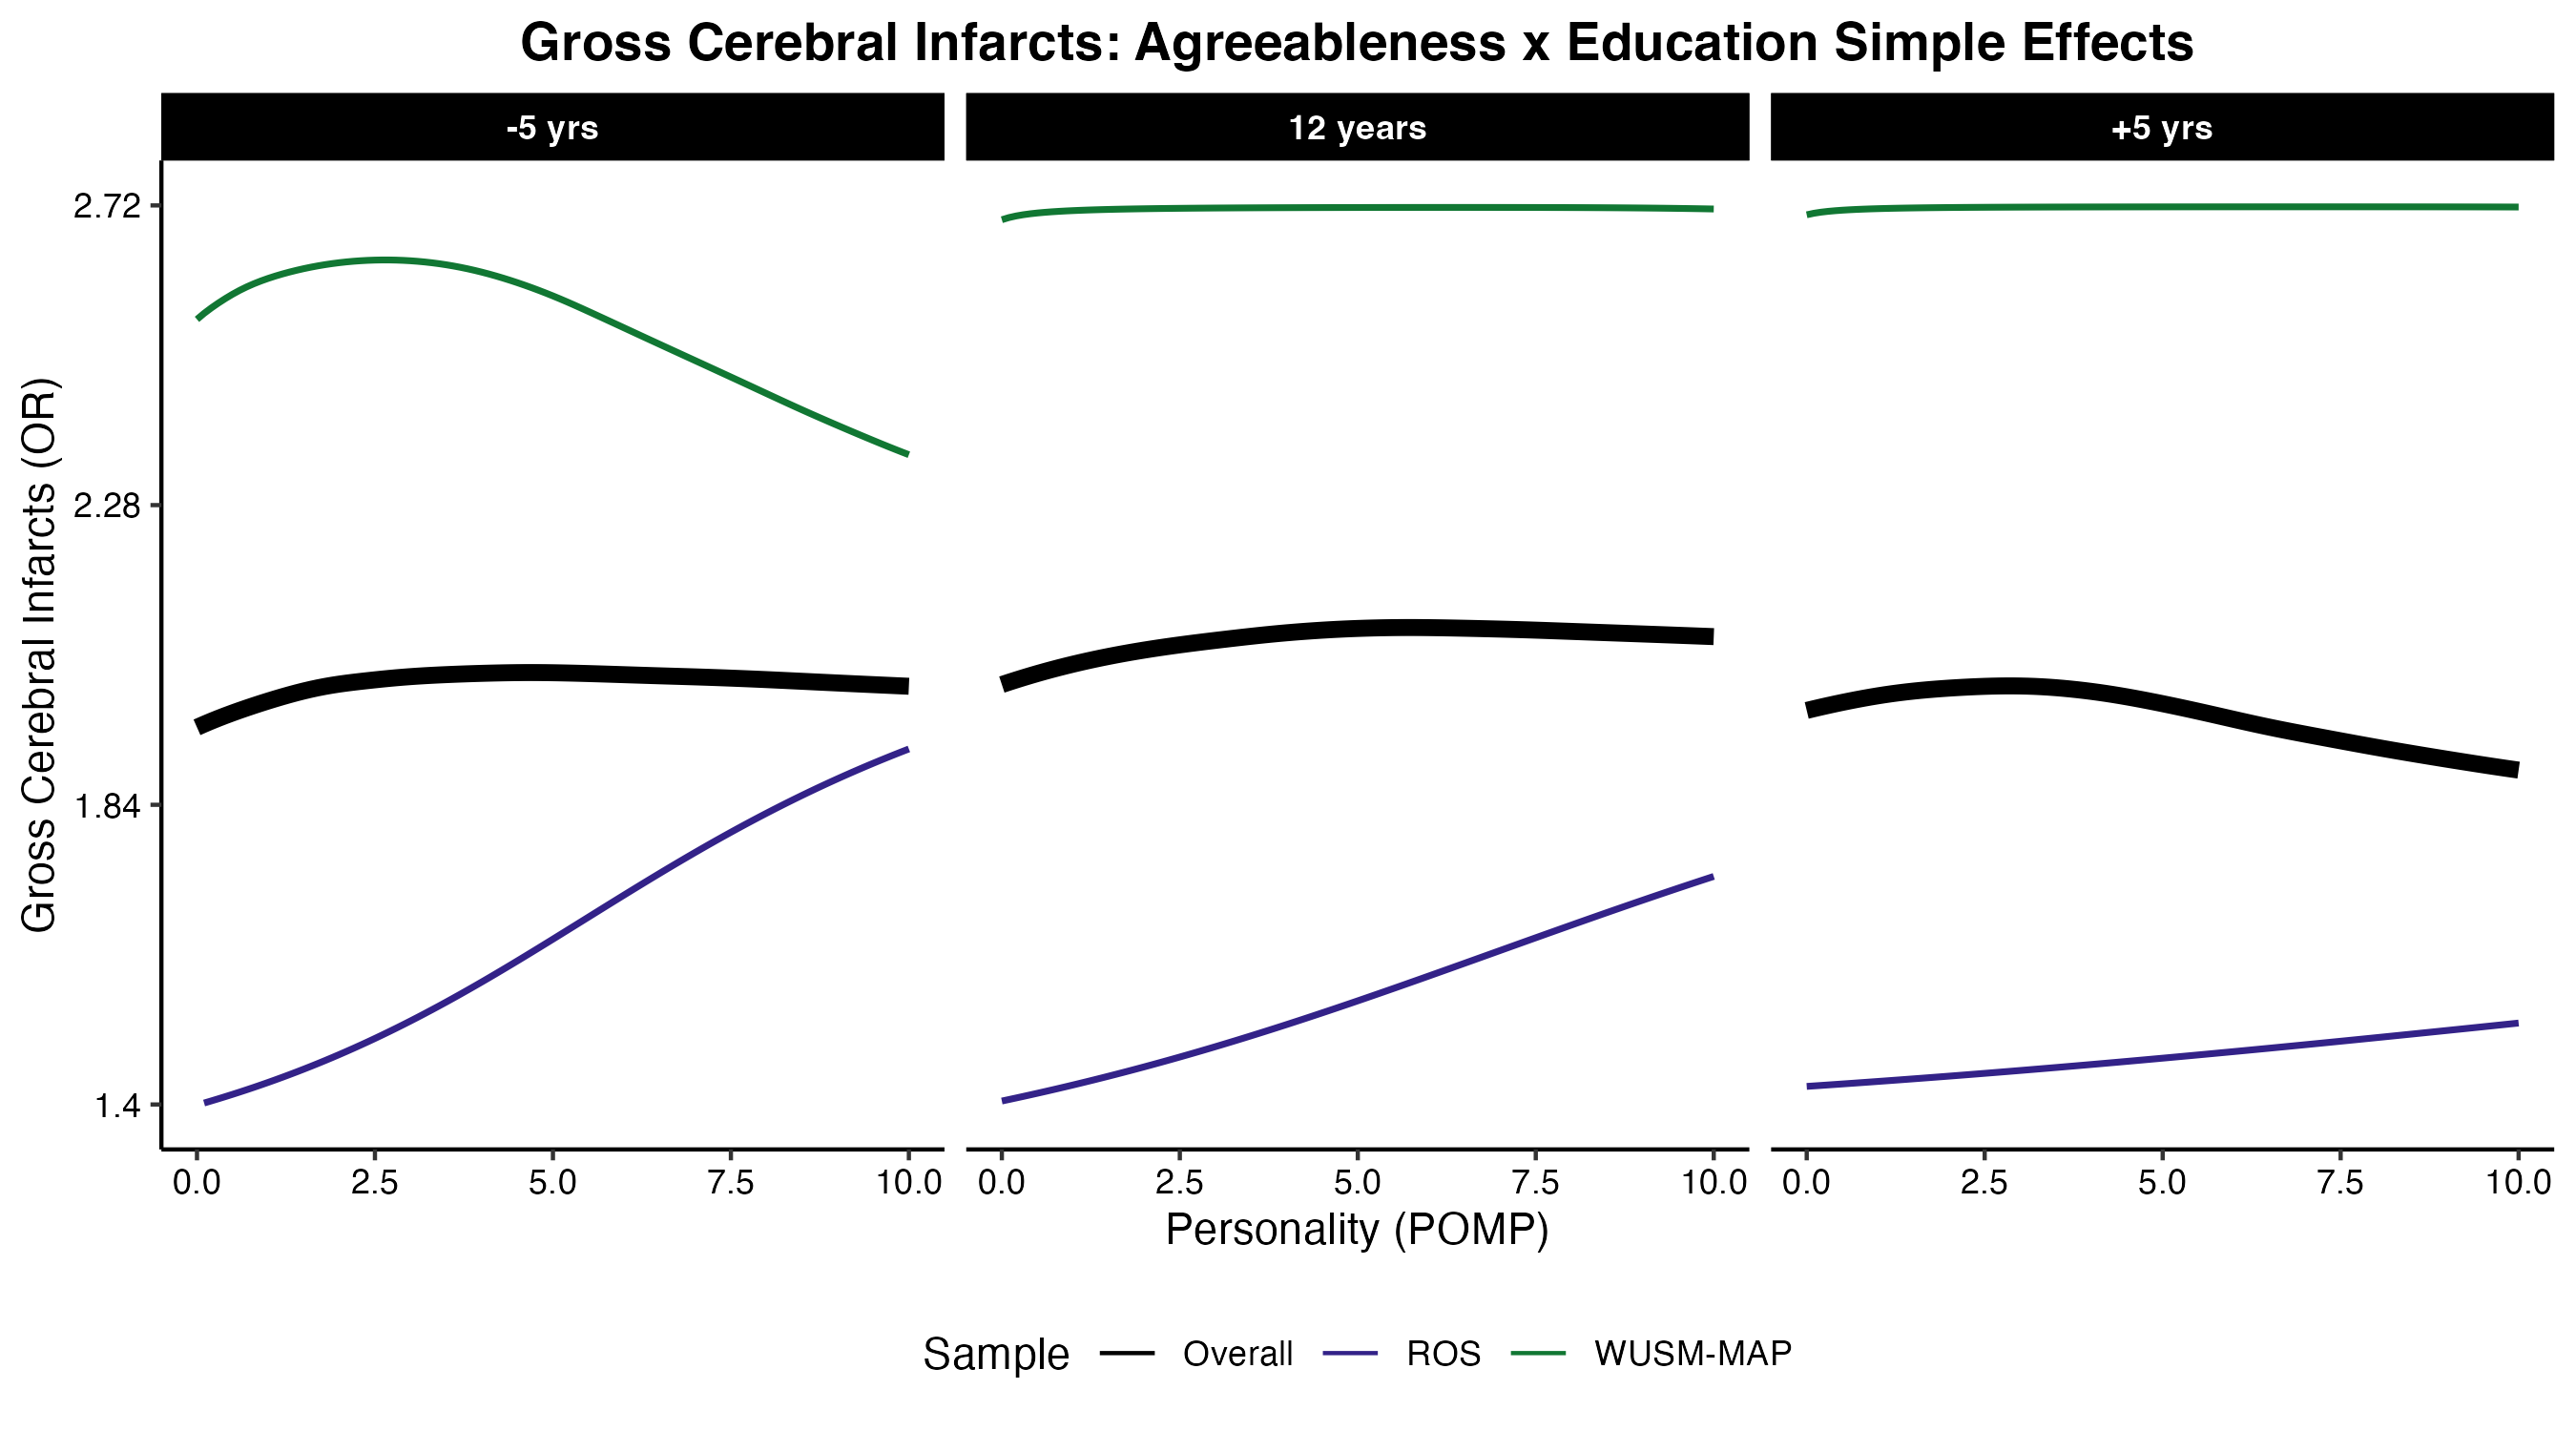 Gross Cerebral Infarcts: Agreeableness x Education Simple Effects
-5 yrs 12 years +5 yrs
Gross Cerebral Infarcts (OR)
2.72
2.28
1.84
1.4
0.0 2.5 5.0 7.5 10.0 0.0 2.5 5.0 7.5 10.0 0.0 2.5 5.0 7.5 10.0
Personality (POMP)
Sample Overall ROS WUSM-MAP